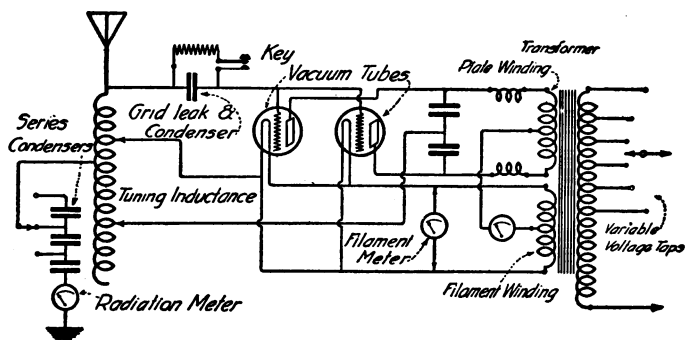 Key
Vacuum Tubes
Transformer
Plate Winding
Grid leak &
Condenser
Series
Condensers
Tuning Inductance
Filament
Meter
Variable
Voltage Taps
Radiation Meter
Filament Winding